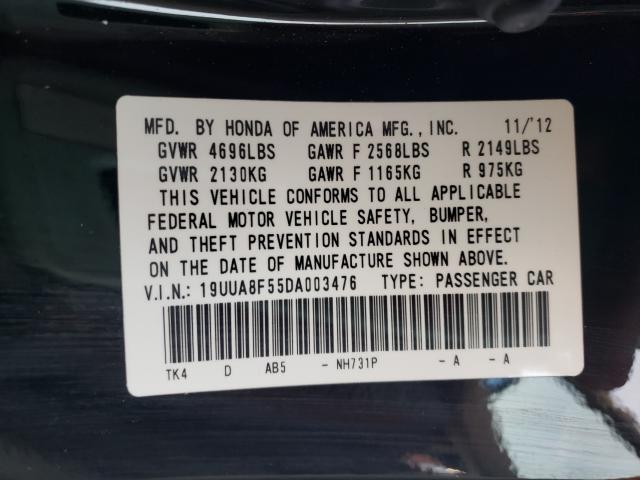 MFD. BY HONDA OF AMERICA MFG., INC. 11/'12
GVWR 4696LBS GAWR F 2568LBS R 2149LBS
GVWR 2130KG GAWR F 1165KG R 975KG
THIS VEHICLE CONFORMS TO ALL APPLICABLE
FEDERAL MOTOR VEHICLE SAFETY, BUMPER,
AND THEFT PREVENTION STANDARDS IN EFFECT
ON THE DATE OF MANUFACTURE SHOWN ABOVE.
V.I.N.: 19UUA8F55DA003476 TYPE: PASSENGER CAR
TK4 D AB5 - NH731P - A - A